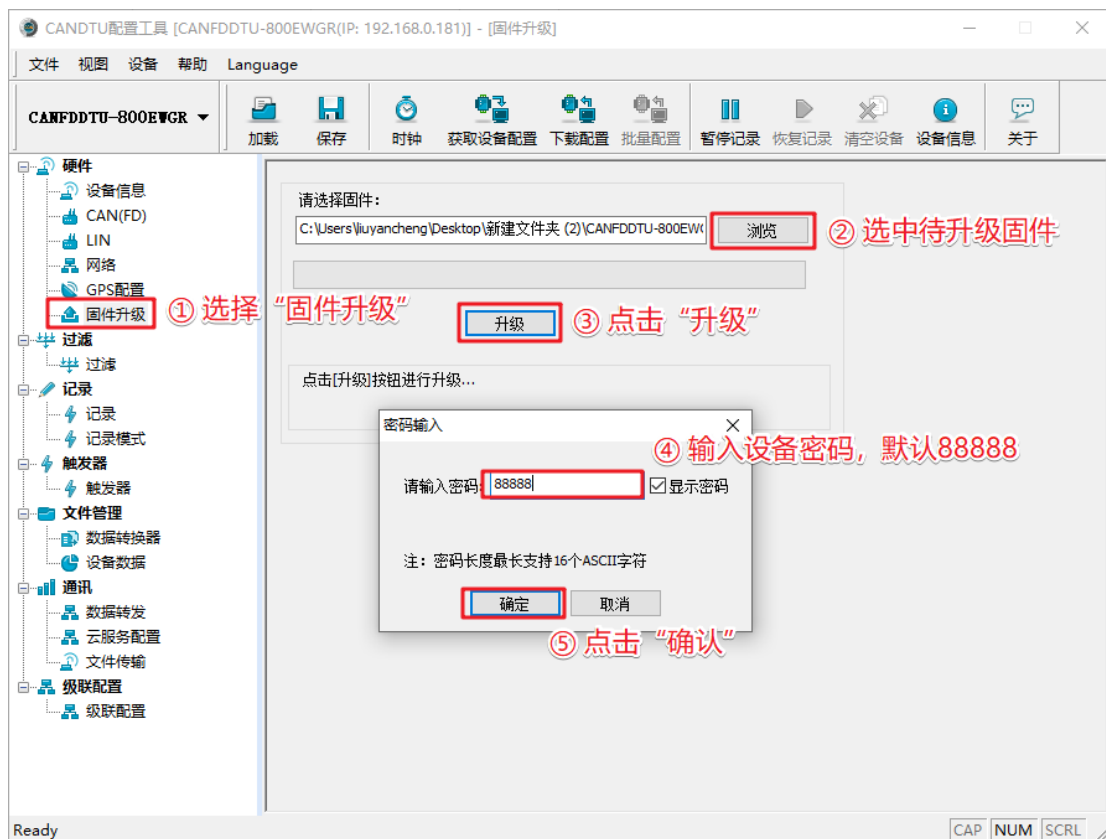 CANDTU配置工具 [CANFDDTU-800EWGR(IP: 192.168.0.181)] - [固件升级]
文件 视图 设备 帮助 Language
CANFDDTU-800EWGR
加载 保存 时钟 获取设备配置 下载配置 批量配置 暂停记录 恢复记录 清空设备 设备信息 关于
硬件
设备信息
CAN(FD)
LIN
网络
GPS配置
固件升级
过滤
过滤
记录
记录
记录模式
触发器
触发器
文件管理
数据转换器
设备数据
通讯
数据转发
云服务配置
文件传输
级联配置
级联配置
① 选择“固件升级”
请选择固件：
C:\Users\liuyancheng\Desktop\新建文件夹 (2)\CANFDDTU-800EWG
浏览
② 选中待升级固件
升级
③ 点击“升级”
点击[升级]按钮进行升级...
密码输入
④ 输入设备密码，默认88888
请输入密码: 88888 显示密码
注：密码长度最长支持16个ASCII字符
确定 取消
⑤ 点击“确认”
Ready CAP NUM SCRL